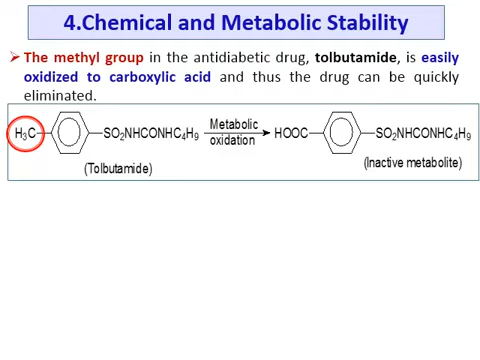 4.Chemical and Metabolic Stability
➢ The methyl group in the antidiabetic drug, tolbutamide, is easily
oxidized to carboxylic acid and thus the drug can be quickly
eliminated.
H₃C SO₂NHCONHC₄H₉ Metabolic oxidation HOOC SO₂NHCONHC₄H₉
(Tolbutamide) (Inactive metabolite)